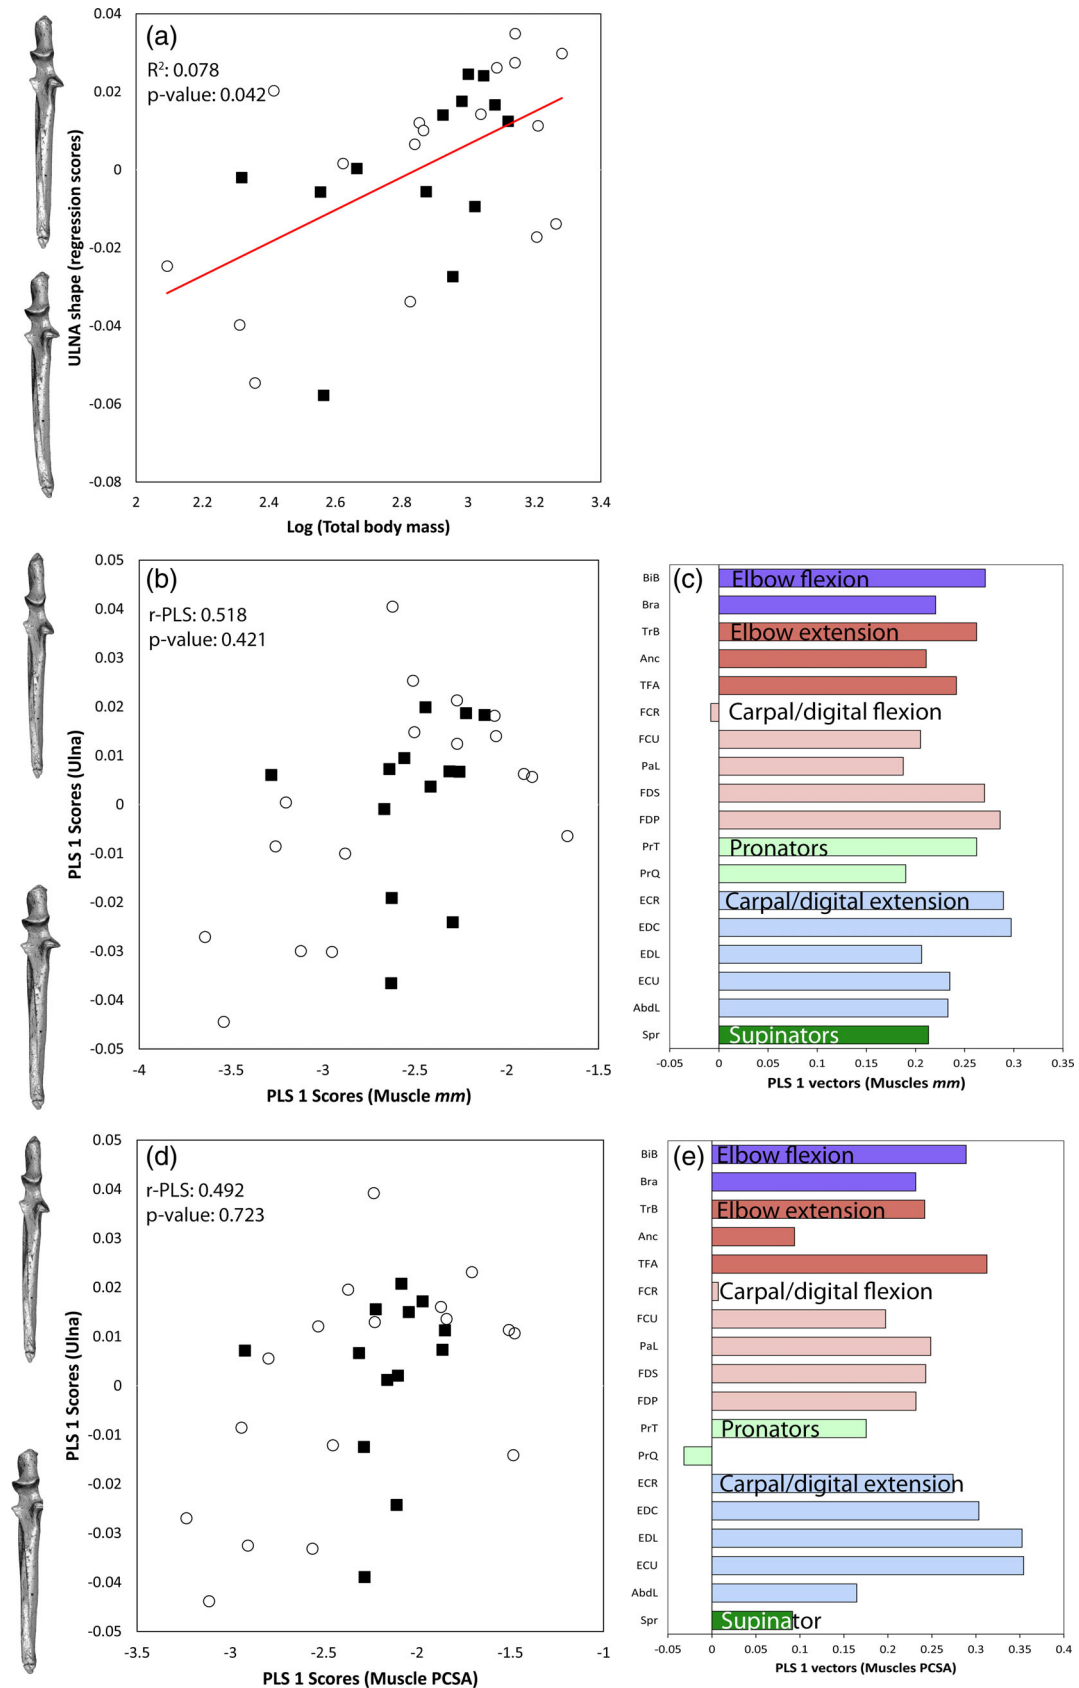 (a)
R²: 0.078
p-value: 0.042
ULNA shape (regression scores)
0.04
0.02
0
-0.02
-0.04
-0.06
-0.08
2 2.2 2.4 2.6 2.8 3 3.2 3.4
Log (Total body mass)
(b)
r-PLS: 0.518
p-value: 0.421
PLS 1 Scores (Ulna)
0.05
0.04
0.03
0.02
0.01
0
-0.01
-0.02
-0.03
-0.04
-0.05
-4 -3.5 -3 -2.5 -2 -1.5
PLS 1 Scores (Muscle mm)
(c)
BiB Elbow flexion
Bra
TrB Elbow extension
Anc
TFA
FCR Carpal/digital flexion
FCU
PaL
FDS
FDP
PrT Pronators
PrQ
ECR Carpal/digital extension
EDC
EDL
ECU
AbdL
Spr Supinators
-0.05 0 0.05 0.1 0.15 0.2 0.25 0.3 0.35
PLS 1 vectors (Muscles mm)
(d)
r-PLS: 0.492
p-value: 0.723
PLS 1 Scores (Ulna)
0.05
0.04
0.03
0.02
0.01
0
-0.01
-0.02
-0.03
-0.04
-0.05
-3.5 -3 -2.5 -2 -1.5 -1
PLS 1 Scores (Muscle PCSA)
(e)
BiB Elbow flexion
Bra
TrB Elbow extension
Anc
TFA
FCR Carpal/digital flexion
FCU
PaL
FDS
FDP
PrT Pronators
PrQ
ECR Carpal/digital extension
EDC
EDL
ECU
AbdL
Spr Supinator
-0.05 0 0.05 0.1 0.15 0.2 0.25 0.3 0.35 0.4
PLS 1 vectors (Muscles PCSA)